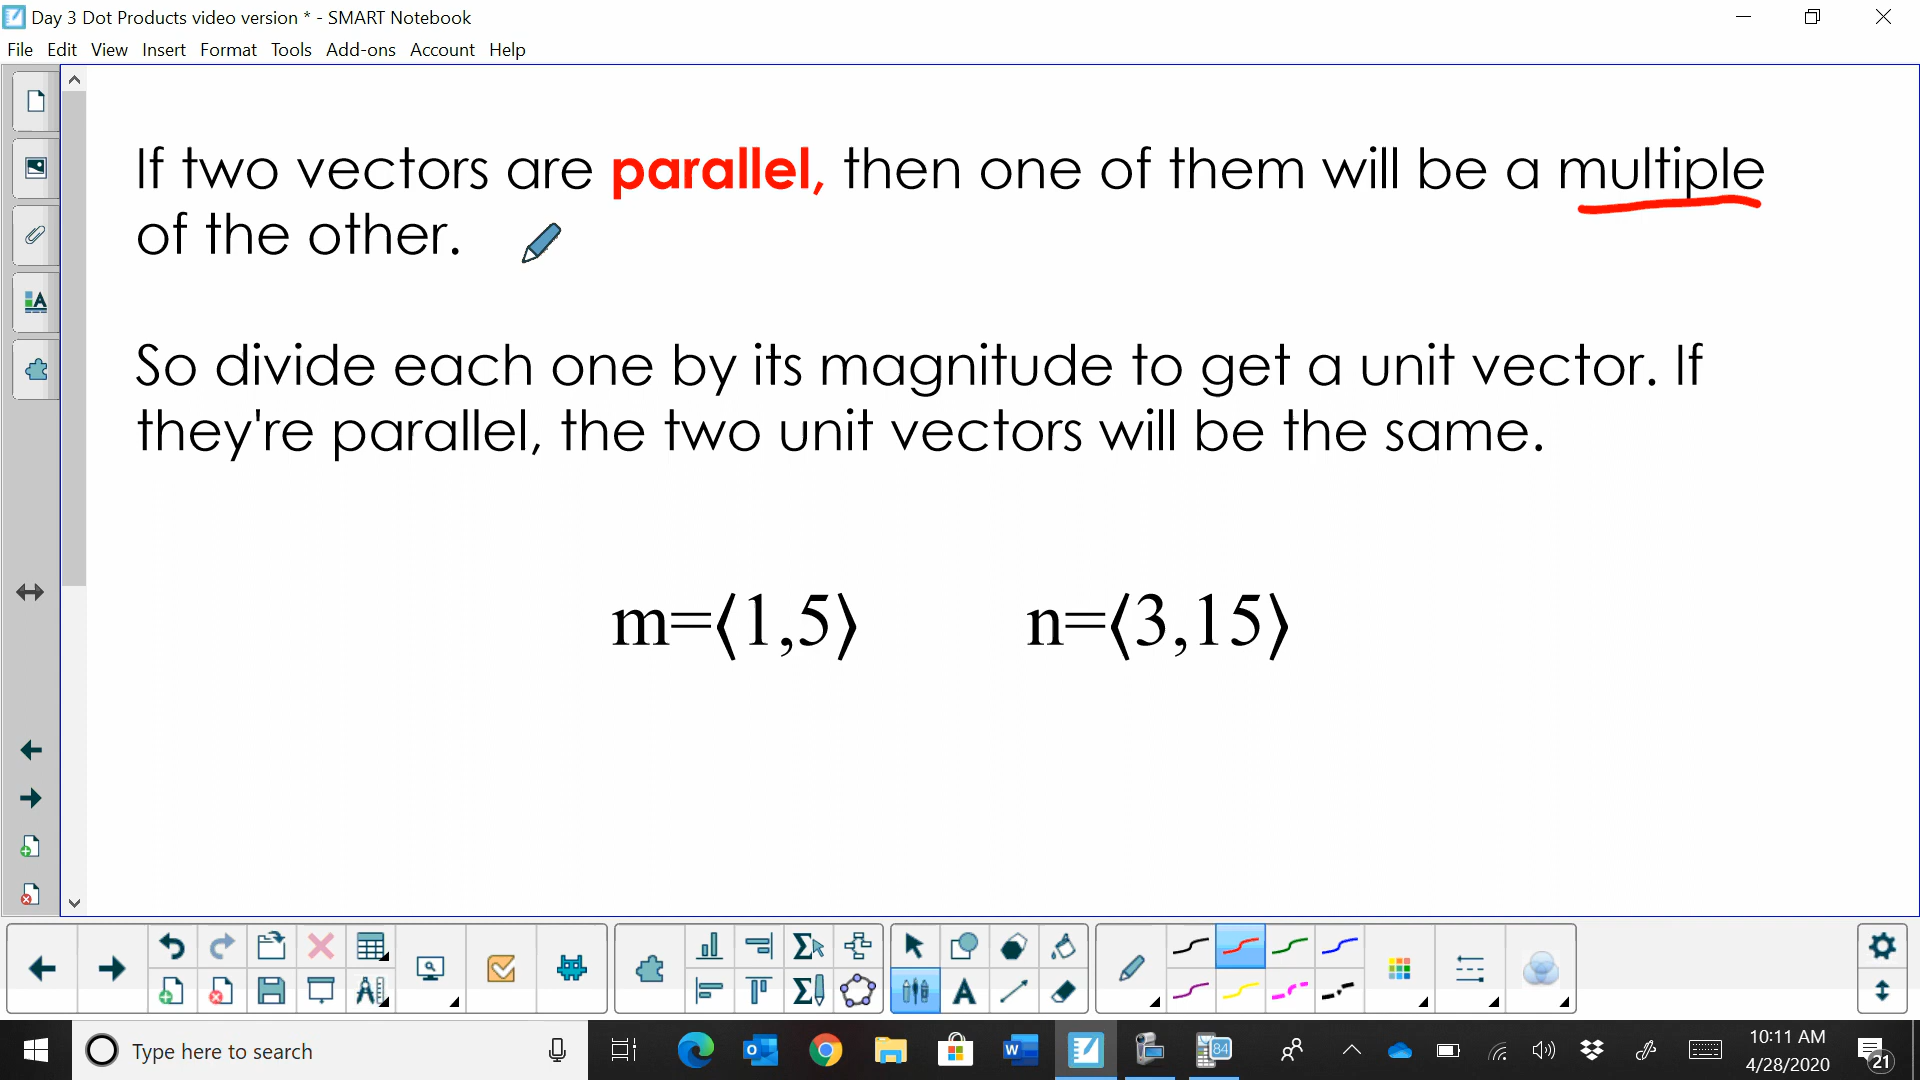 Day 3 Dot Products video version * - SMART Notebook
File Edit View Insert Format Tools Add-ons Account Help
If two vectors are parallel, then one of them will be a multiple
of the other.
So divide each one by its magnitude to get a unit vector. If
they're parallel, the two unit vectors will be the same.
m=⟨1,5⟩ n=⟨3,15⟩
Type here to search
84
10:11 AM
4/28/2020
21